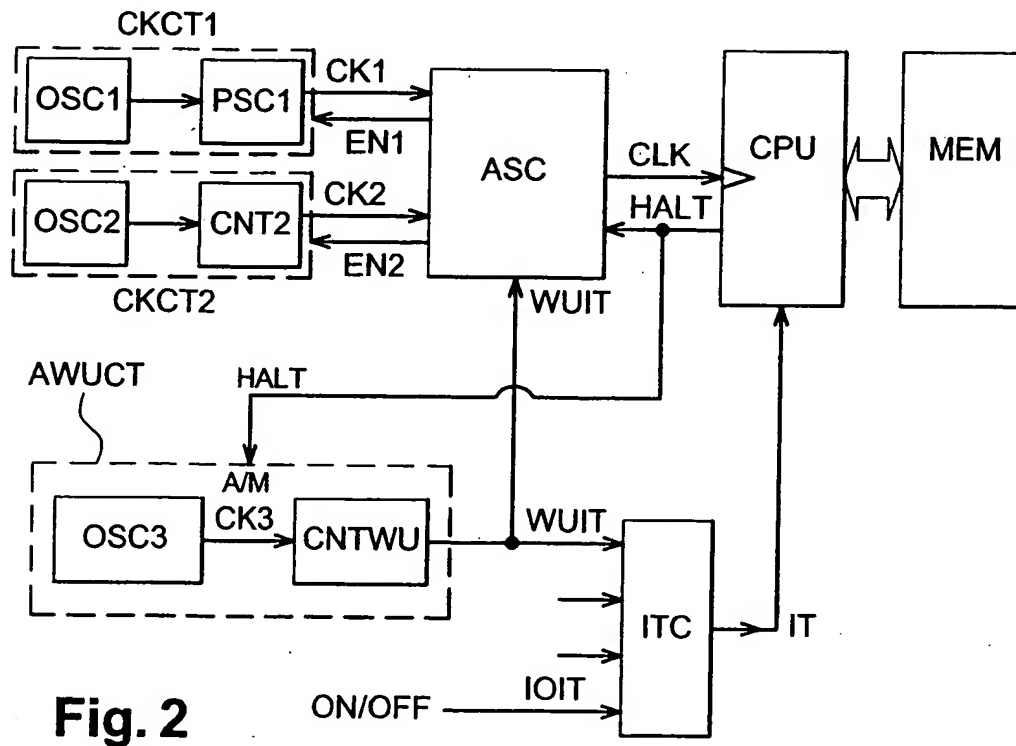 CKCT1
OSC1
PSC1
CK1
EN1
ASC
CLK
CPU
MEM
HALT
OSC2
CNT2
CK2
EN2
CKCT2
WUIT
AWUCT
HALT
A/M
OSC3
CK3
CNTWU
WUIT
ITC
IT
ON/OFF
IOIT
Fig. 2